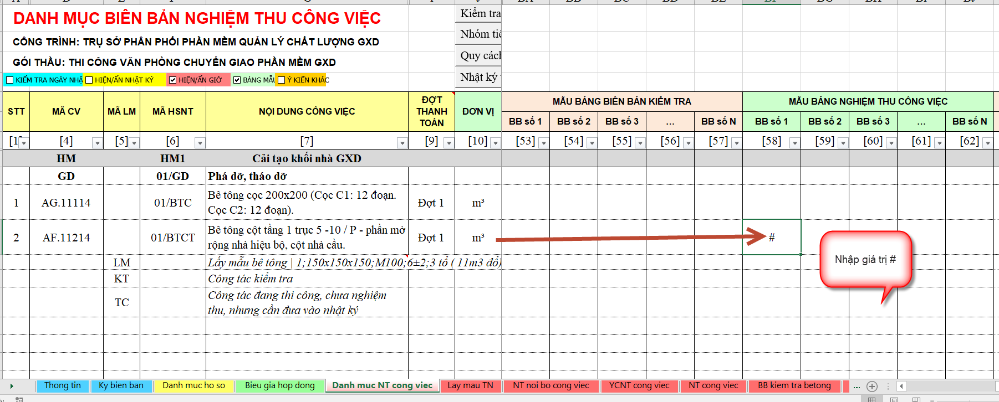 DANH MỤC BIÊN BẢN NGHIỆM THU CÔNG VIỆC
Kiểm tra
CÔNG TRÌNH: TRỤ SỞ PHÂN PHỐI PHẦN MỀM QUẢN LÝ CHẤT LƯỢNG GXD
Nhóm tiê
GÓI THẦU: THI CÔNG VĂN PHÒNG CHUYỂN GIAO PHẦN MỀM GXD
Quy cách
KIỂM TRA NGÀY NHẬ HIỆN/ẨN NHẬT KÝ HIỆN/ẨN GIỜ BẢNG MẪU Ý KIẾN KHÁC
Nhật ký
STT MÃ CV MÃ LM MÃ HSNT NỘI DUNG CÔNG VIỆC ĐỢT THANH TOÁN ĐƠN VỊ MẪU BẢNG BIÊN BẢN KIỂM TRA MẪU BẢNG NGHIỆM THU CÔNG VIỆC
BB số 1 BB số 2 BB số 3 ... BB số N BB số 1 BB số 2 BB số 3 ... BB số N
[1] [4] [5] [6] [7] [9] [10] [53] [54] [55] [56] [57] [58] [59] [60] [61] [62]
HM HM1 Cải tạo khối nhà GXD
GD 01/GD Phá dỡ, tháo dỡ
1 AG.11114 01/BTC Bê tông cọc 200x200 (Cọc C1: 12 đoạn.
Cọc C2: 12 đoạn). Đợt 1 m³
2 AF.11214 01/BTCT Bê tông cột tầng 1 trục 5 -10 / P - phần mở
rộng nhà hiệu bộ, cột nhà cầu. Đợt 1 m³ #
Nhập giá trị #
LM Lấy mẫu bê tông | 1;150x150x150;M100;6±2;3 tổ ( 11m3 đổ)
KT Công tác kiểm tra
TC Công tác đang thi công, chưa nghiệm
thu, nhưng cần đưa vào nhật ký
Thong tin Ky bien ban Danh muc ho so Bieu gia hop dong Danh muc NT cong viec Lay mau TN NT noi bo cong viec YCNT cong viec NT cong viec BB kiem tra betong ...